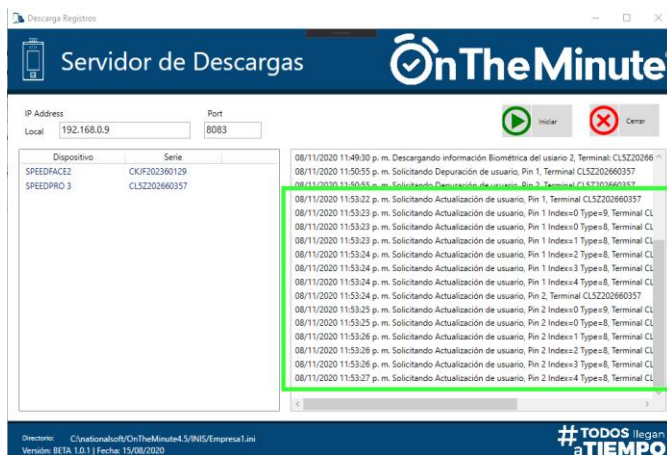 Descarga Registros
Servidor de Descargas
OnTheMinute
IP Address
Port
Local 192.168.0.9
8083
Iniciar
Cerrar
Dispositivo Serie
SPEEDFACE2 CKJF202360129
SPEEDPRO 3 CL5Z202660357
08/11/2020 11:49:30 p. m. Descargando información Biométrica del usiario 2, Terminal: CL5Z20266
08/11/2020 11:50:55 p. m. Solicitando Depuración de usuario, Pin 1, Terminal CL5Z202660357
08/11/2020 11:50:55 p. m. Solicitando Depuración de usuario, Pin 2, Terminal CL5Z202660357
08/11/2020 11:53:22 p. m. Solicitando Actualización de usuario, Pin 1, Terminal CL5Z202660357
08/11/2020 11:53:23 p. m. Solicitando Actualización de usuario, Pin 1 Index=0 Type=9, Terminal CL
08/11/2020 11:53:23 p. m. Solicitando Actualización de usuario, Pin 1 Index=0 Type=8, Terminal CL
08/11/2020 11:53:23 p. m. Solicitando Actualización de usuario, Pin 1 Index=1 Type=8, Terminal CL
08/11/2020 11:53:24 p. m. Solicitando Actualización de usuario, Pin 1 Index=2 Type=8, Terminal CL
08/11/2020 11:53:24 p. m. Solicitando Actualización de usuario, Pin 1 Index=3 Type=8, Terminal CL
08/11/2020 11:53:24 p. m. Solicitando Actualización de usuario, Pin 1 Index=4 Type=8, Terminal CL
08/11/2020 11:53:24 p. m. Solicitando Actualización de usuario, Pin 2, Terminal CL5Z202660357
08/11/2020 11:53:25 p. m. Solicitando Actualización de usuario, Pin 2 Index=0 Type=9, Terminal CL
08/11/2020 11:53:25 p. m. Solicitando Actualización de usuario, Pin 2 Index=0 Type=8, Terminal CL
08/11/2020 11:53:26 p. m. Solicitando Actualización de usuario, Pin 2 Index=1 Type=8, Terminal CL
08/11/2020 11:53:26 p. m. Solicitando Actualización de usuario, Pin 2 Index=2 Type=8, Terminal CL
08/11/2020 11:53:26 p. m. Solicitando Actualización de usuario, Pin 2 Index=3 Type=8, Terminal CL
08/11/2020 11:53:27 p. m. Solicitando Actualización de usuario, Pin 2 Index=4 Type=8, Terminal CL
Directorio: C:\nationalsoft/OnTheMinute4.5/INIS/Empresa1.ini
Versión: BETA 1.0.1 | Fecha: 15/08/2020
#TODOS llegan
a TIEMPO